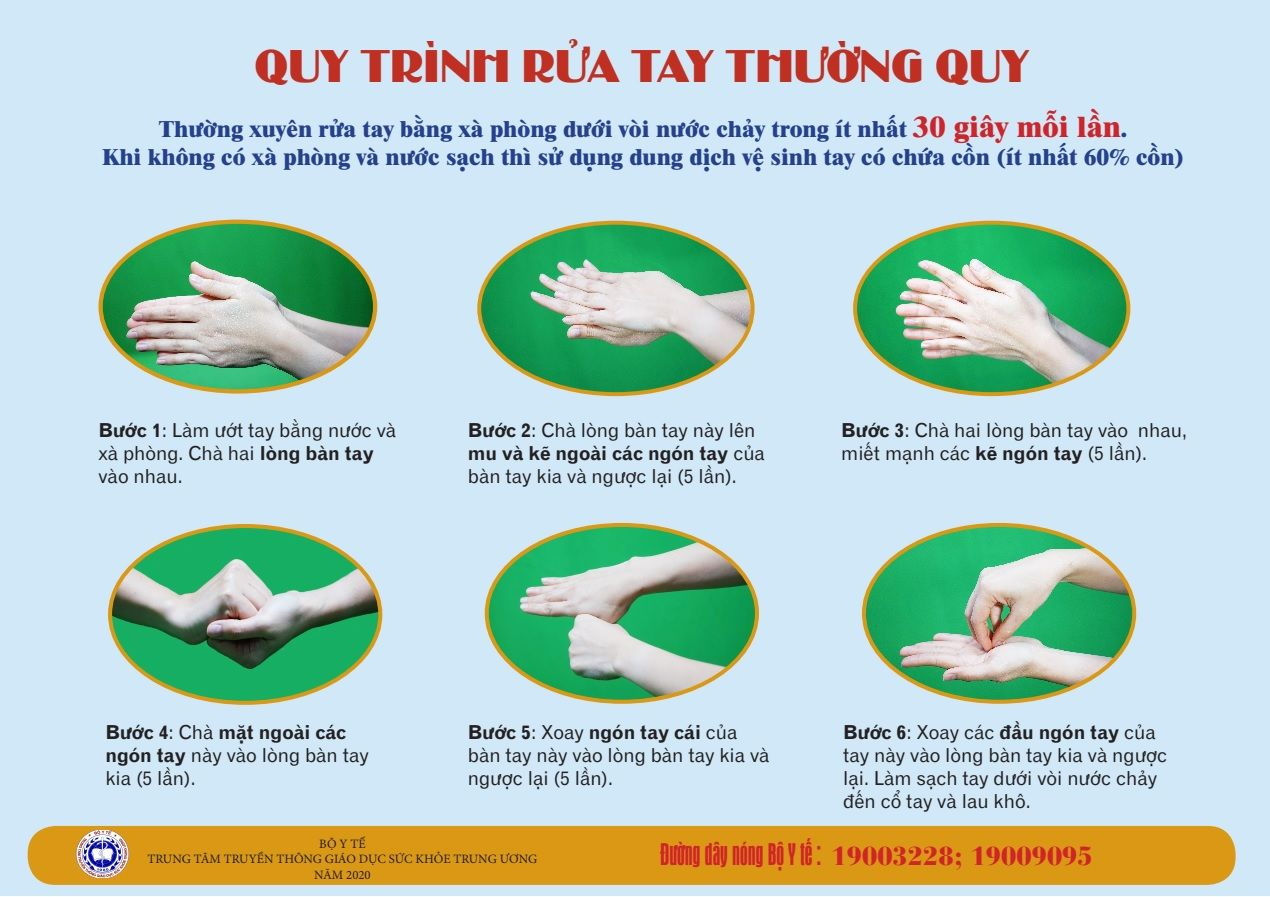 QUY TRÌNH RỬA TAY THƯỜNG QUY
Thường xuyên rửa tay bằng xà phòng dưới vòi nước chảy trong ít nhất 30 giây mỗi lần.
Khi không có xà phòng và nước sạch thì sử dụng dung dịch vệ sinh tay có chứa cồn (ít nhất 60% cồn)
Bước 1: Làm ướt tay bằng nước và
xà phòng. Chà hai lòng bàn tay
vào nhau.
Bước 2: Chà lòng bàn tay này lên
mu và kẽ ngoài các ngón tay của
bàn tay kia và ngược lại (5 lần).
Bước 3: Chà hai lòng bàn tay vào nhau,
miết mạnh các kẽ ngón tay (5 lần).
Bước 4: Chà mặt ngoài các
ngón tay này vào lòng bàn tay
kia (5 lần).
Bước 5: Xoay ngón tay cái của
bàn tay này vào lòng bàn tay kia và
ngược lại (5 lần).
Bước 6: Xoay các đầu ngón tay của
tay này vào lòng bàn tay kia và ngược
lại. Làm sạch tay dưới vòi nước chảy
đến cổ tay và lau khô.
BỘ Y TẾ
BỘ Y TẾ
TRUNG TÂM TRUYỀN THÔNG GIÁO DỤC SỨC KHỎE TRUNG ƯƠNG
NĂM 2020
Đường dây nóng Bộ Y tế : 19003228; 19009095